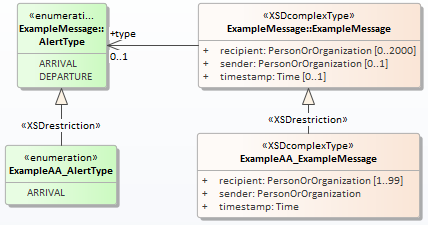 «enumerati...
ExampleMessage::
AlertType
ARRIVAL
DEPARTURE
+type
0..1
«XSDcomplexType»
ExampleMessage::ExampleMessage
+ recipient: PersonOrOrganization [0..2000]
+ sender: PersonOrOrganization [0..1]
+ timestamp: Time [0..1]
«XSDrestriction»
«XSDrestriction»
«enumeration»
ExampleAA_AlertType
ARRIVAL
«XSDcomplexType»
ExampleAA_ExampleMessage
+ recipient: PersonOrOrganization [1..99]
+ sender: PersonOrOrganization
+ timestamp: Time